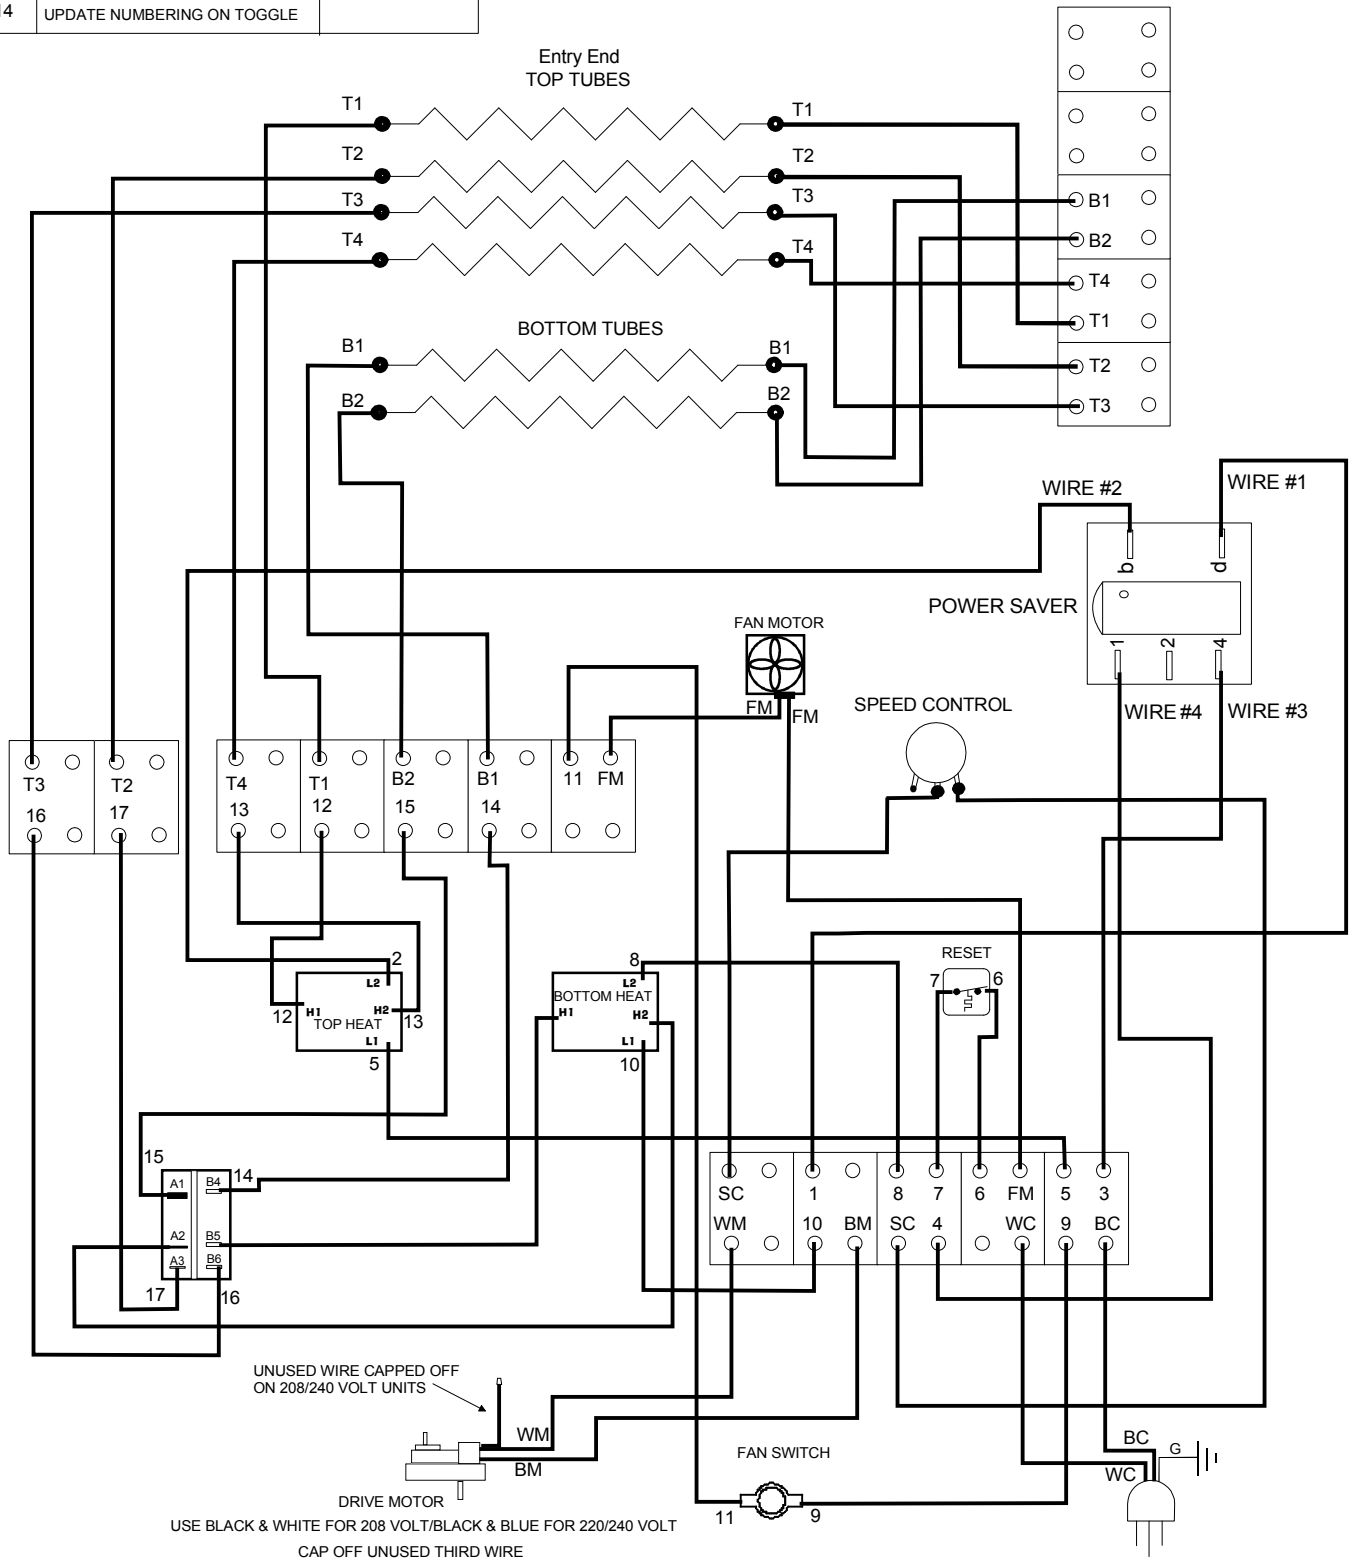 14 UPDATE NUMBERING ON TOGGLE
Entry End
TOP TUBES
T1 T1
T2 T2
T3 T3
T4 T4
B1
B2
T4
T1
T2
T3
BOTTOM TUBES
B1 B1
B2 B2
WIRE #2 WIRE #1
b d
POWER SAVER
1 2 4
WIRE #4 WIRE #3
FAN MOTOR
FM FM
SPEED CONTROL
T3 T2 T4 T1 B2 B1 11 FM
16 17 13 12 15 14
RESET
7 6
2
L2
12 H1 H2 13
TOP HEAT
L1
5
8
L2
BOTTOM HEAT
H1 H2
L1
10
15 14
A1 B4
A2 B5
A3 B6
17 16
SC 1 8 7 6 FM 5 3
WM 10 BM SC 4 WC 9 BC
UNUSED WIRE CAPPED OFF
ON 208/240 VOLT UNITS
WM
BM
DRIVE MOTOR
FAN SWITCH
11 9
BC
G
WC
USE BLACK & WHITE FOR 208 VOLT/BLACK & BLUE FOR 220/240 VOLT
CAP OFF UNUSED THIRD WIRE